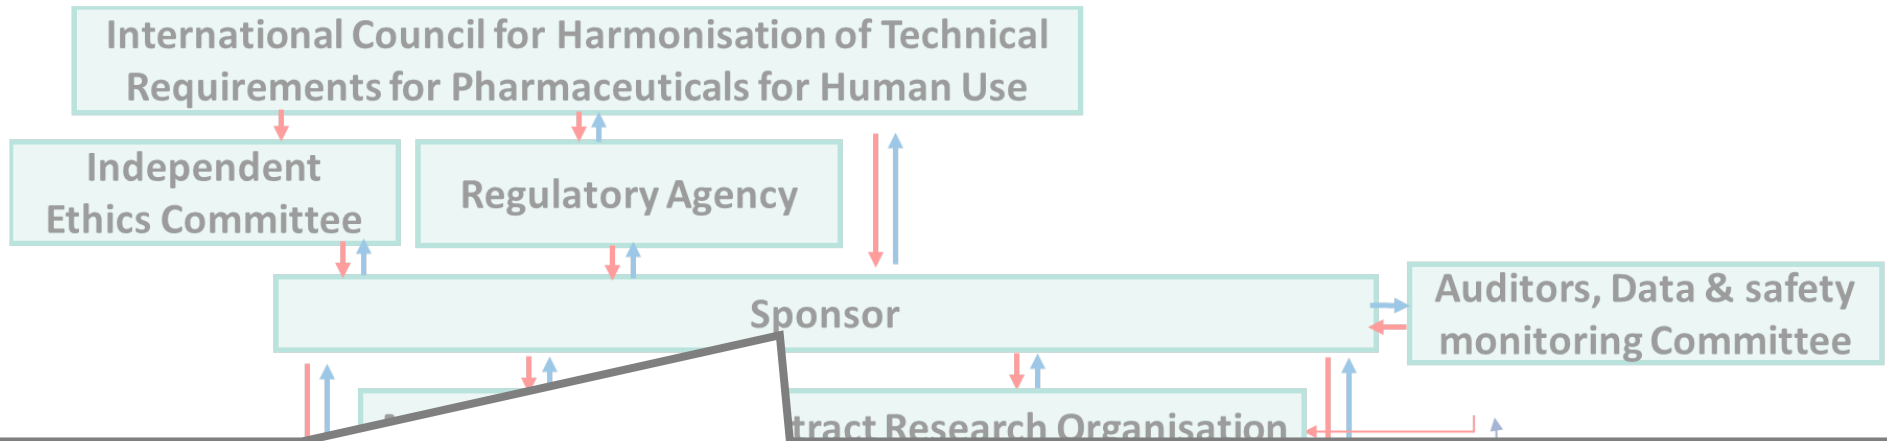 International Council for Harmonisation of Technical
Requirements for Pharmaceuticals for Human Use
Independent
Ethics Committee
Regulatory Agency
Sponsor
Auditors, Data & safety
monitoring Committee
tract Research Organisation